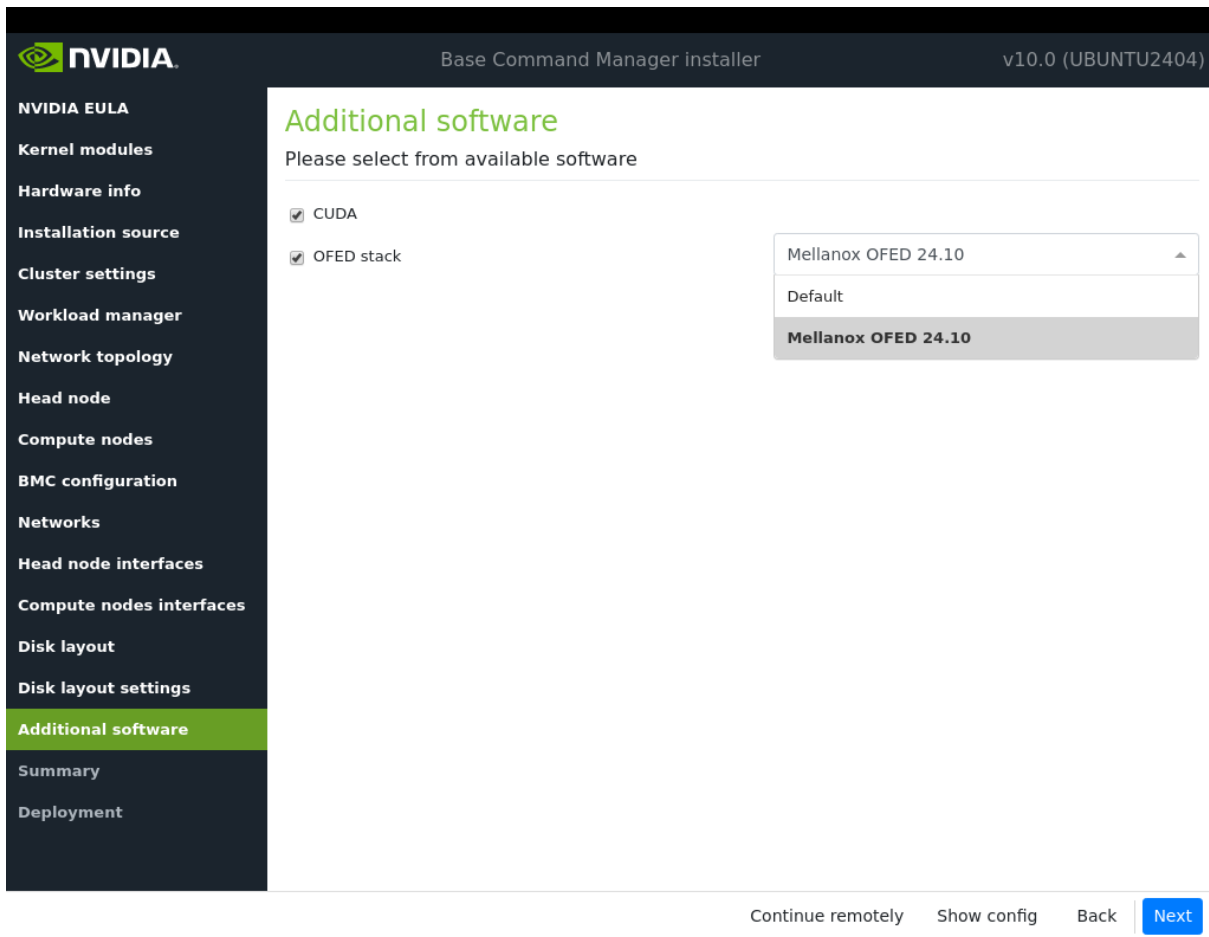 NVIDIA.
Base Command Manager installer
v10.0 (UBUNTU2404)
NVIDIA EULA
Kernel modules
Hardware info
Installation source
Cluster settings
Workload manager
Network topology
Head node
Compute nodes
BMC configuration
Networks
Head node interfaces
Compute nodes interfaces
Disk layout
Disk layout settings
Additional software
Summary
Deployment
Additional software
Please select from available software
CUDA
OFED stack
Mellanox OFED 24.10
Default
Mellanox OFED 24.10
Continue remotely
Show config
Back
Next